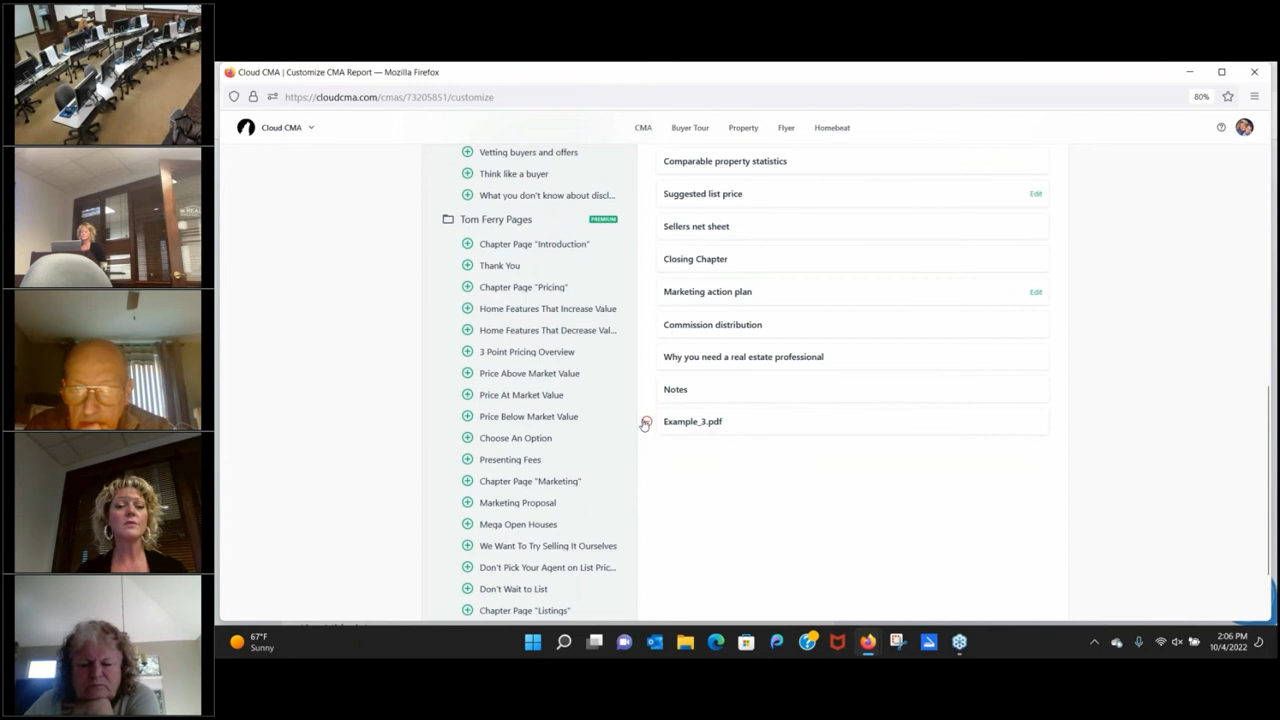 Cloud CMA | Customize CMA Report — Mozilla Firefox
https://cloudcma.com/cmas/73205851/customize
80%
Cloud CMA
CMA
Buyer Tour
Property
Flyer
Homebeat
Vetting buyers and offers
Think like a buyer
What you don't know about discl...
Tom Ferry Pages
PREMIUM
Chapter Page "Introduction"
Thank You
Chapter Page "Pricing"
Home Features That Increase Value
Home Features That Decrease Val...
3 Point Pricing Overview
Price Above Market Value
Price At Market Value
Price Below Market Value
Choose An Option
Presenting Fees
Chapter Page "Marketing"
Marketing Proposal
Mega Open Houses
We Want To Try Selling It Ourselves
Don't Pick Your Agent on List Pric...
Don't Wait to List
Chapter Page "Listings"
Comparable property statistics
Suggested list price
Edit
Sellers net sheet
Closing Chapter
Marketing action plan
Edit
Commission distribution
Why you need a real estate professional
Notes
Example_3.pdf
67°F
Sunny
2:06 PM
10/4/2022